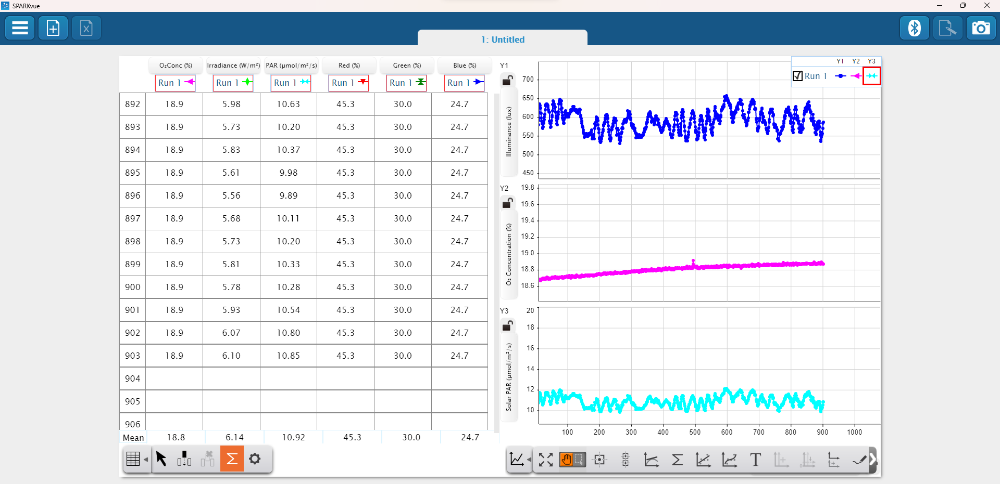 SPARKvue
1: Untitled
O₂Conc (%) Irradiance (W/m²) PAR (µmol/m²/s) Red (%) Green (%) Blue (%)
Run 1 Run 1 Run 1 Run 1 Run 1 Run 1
892 18.9 5.98 10.63 45.3 30.0 24.7
893 18.9 5.73 10.20 45.3 30.0 24.7
894 18.9 5.83 10.37 45.3 30.0 24.7
895 18.9 5.61 9.98 45.3 30.0 24.7
896 18.9 5.56 9.89 45.3 30.0 24.7
897 18.9 5.68 10.11 45.3 30.0 24.7
898 18.9 5.73 10.20 45.3 30.0 24.7
899 18.9 5.81 10.33 45.3 30.0 24.7
900 18.9 5.78 10.28 45.3 30.0 24.7
901 18.9 5.93 10.54 45.3 30.0 24.7
902 18.9 6.07 10.80 45.3 30.0 24.7
903 18.9 6.10 10.85 45.3 30.0 24.7
904
905
906
Mean 18.8 6.14 10.92 45.3 30.0 24.7
Y1 Y2 Y3
Run 1
Y1
Illuminance (lux)
700
650
600
550
500
450
Y2
O₂ Concentration (%)
19.8
19.6
19.4
19.2
19.0
18.8
18.6
Y3
Solar PAR (µmol/m²/s)
20
18
16
14
12
10
100 200 300 400 500 600 700 800 900 1000